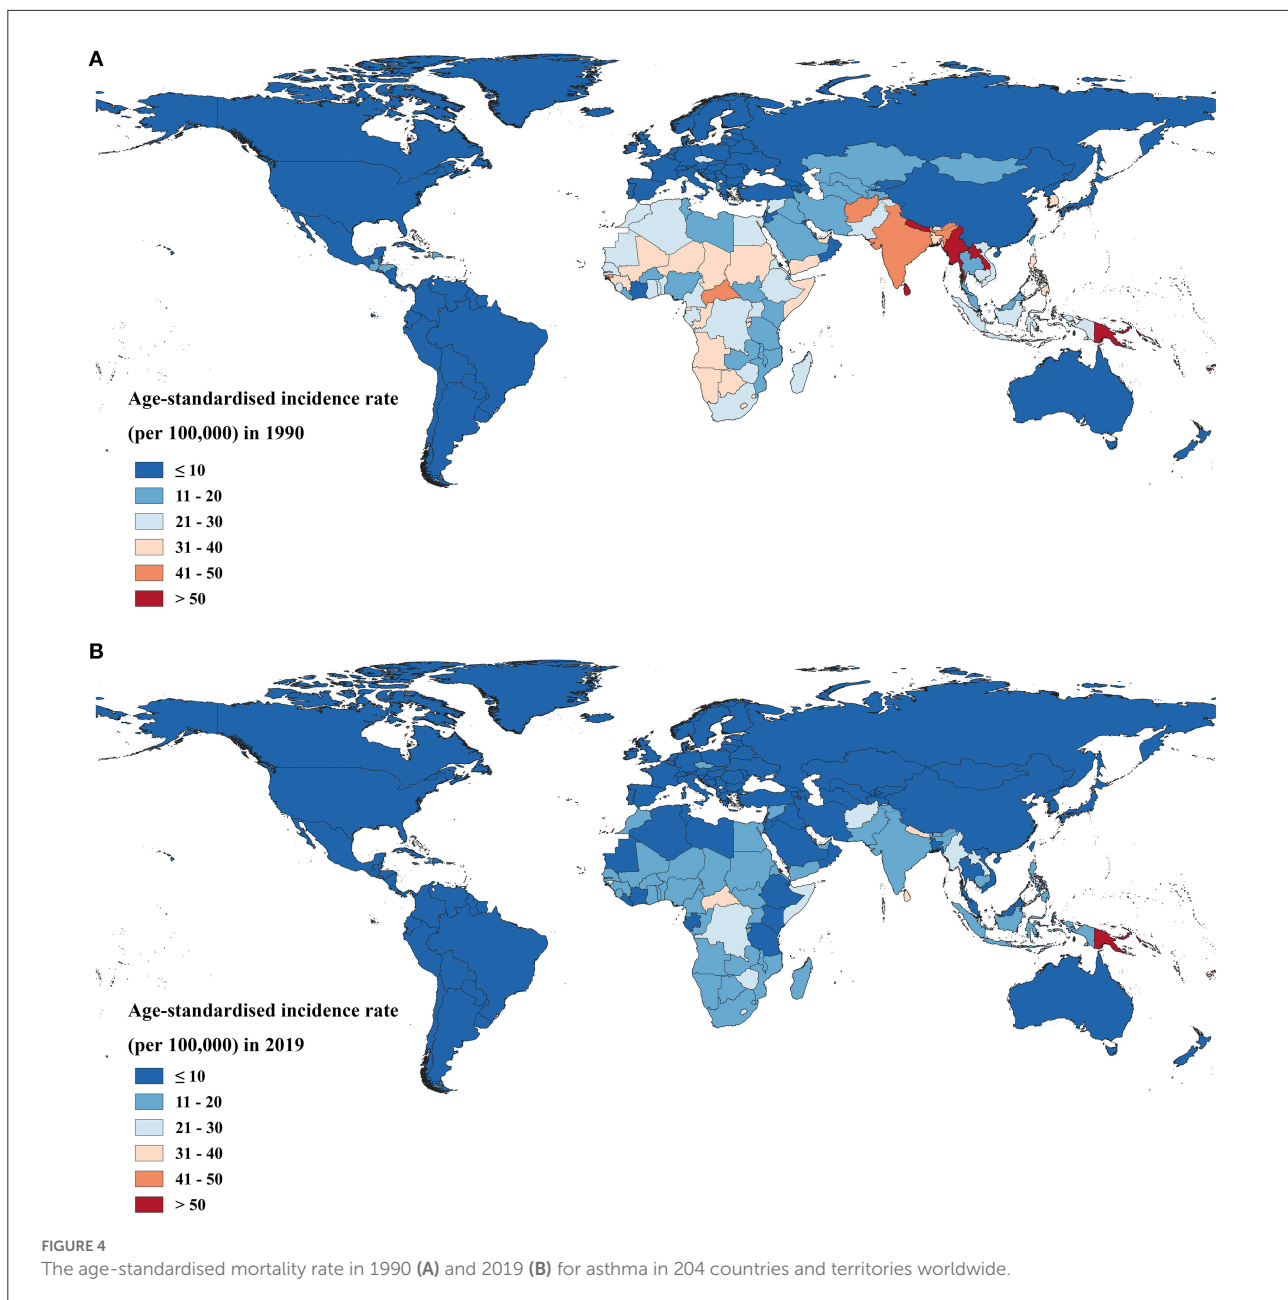 A
Age-standardised incidence rate
(per 100,000) in 1990
≤ 10
11 - 20
21 - 30
31 - 40
41 - 50
> 50
B
Age-standardised incidence rate
(per 100,000) in 2019
≤ 10
11 - 20
21 - 30
31 - 40
41 - 50
> 50
FIGURE 4
The age-standardised mortality rate in 1990 (A) and 2019 (B) for asthma in 204 countries and territories worldwide.